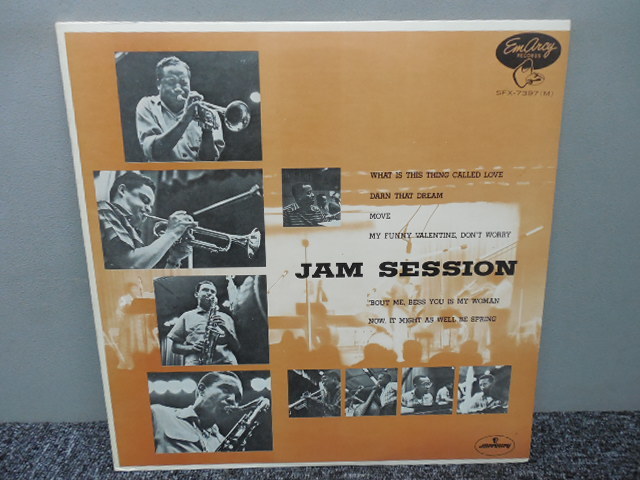 EmArcy
RECORDS
SFX-7397(M)
WHAT IS THIS THING CALLED LOVE
DARN THAT DREAM
MOVE
MY FUNNY VALENTINE, DON'T WORRY
JAM SESSION
'BOUT ME, BESS YOU IS MY WOMAN
NOW, IT MIGHT AS WELL BE SPRING
MERCURY